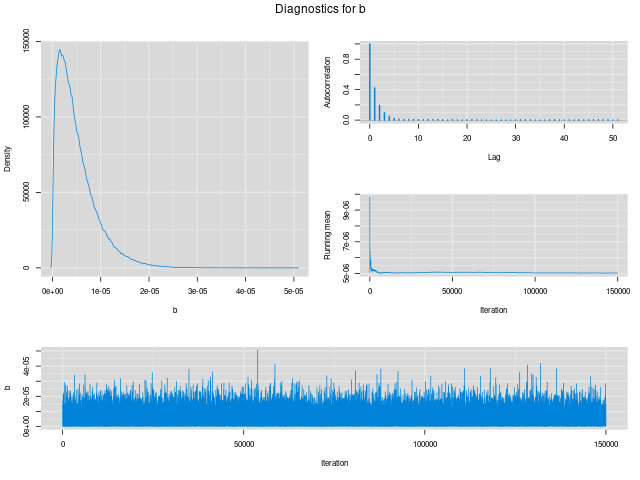 Diagnostics for b
Density
0 50000 100000 150000
0e+00 1e-05 2e-05 3e-05 4e-05 5e-05
b
Autocorrelation
0.0 0.4 0.8
0 10 20 30 40 50
Lag
Running mean
5e-06 7e-06 9e-06
0 50000 100000 150000
Iteration
b
0e+00 2e-05 4e-05
0 50000 100000 150000
Iteration